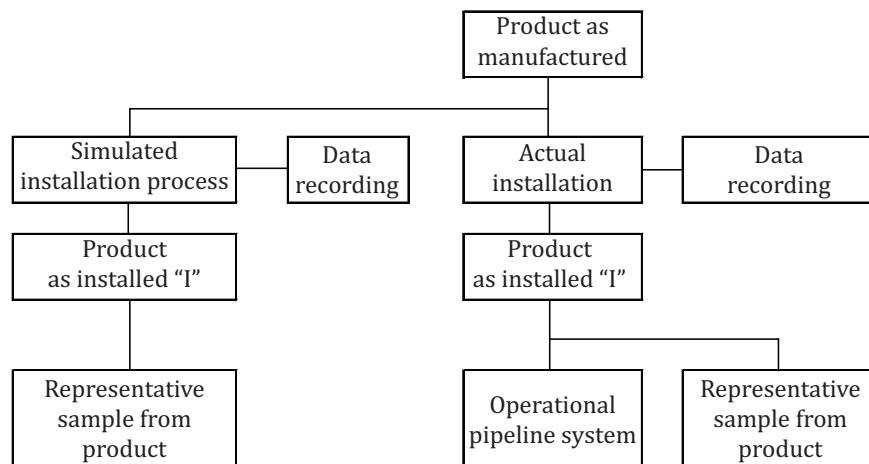 Product as
manufactured
Simulated
installation process
Data
recording
Actual
installation
Data
recording
Product
as installed “I”
Product
as installed “I”
Representative
sample from
product
Operational
pipeline system
Representative
sample from
product